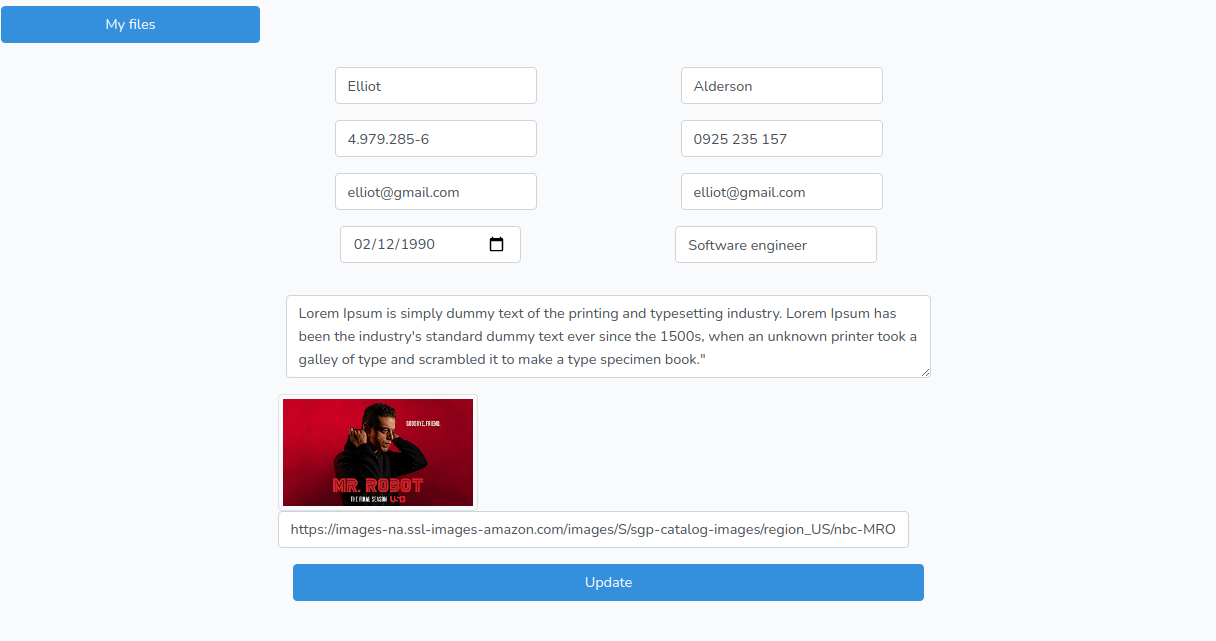 My files
Elliot
Alderson
4.979.285-6
0925 235 157
elliot@gmail.com
elliot@gmail.com
02/12/1990
Software engineer
Lorem Ipsum is simply dummy text of the printing and typesetting industry. Lorem Ipsum has
been the industry's standard dummy text ever since the 1500s, when an unknown printer took a
galley of type and scrambled it to make a type specimen book."
GOODBYE, FRIEND.
MR. ROBOT
THE FINAL SEASON USA
https://images-na.ssl-images-amazon.com/images/S/sgp-catalog-images/region_US/nbc-MRO
Update